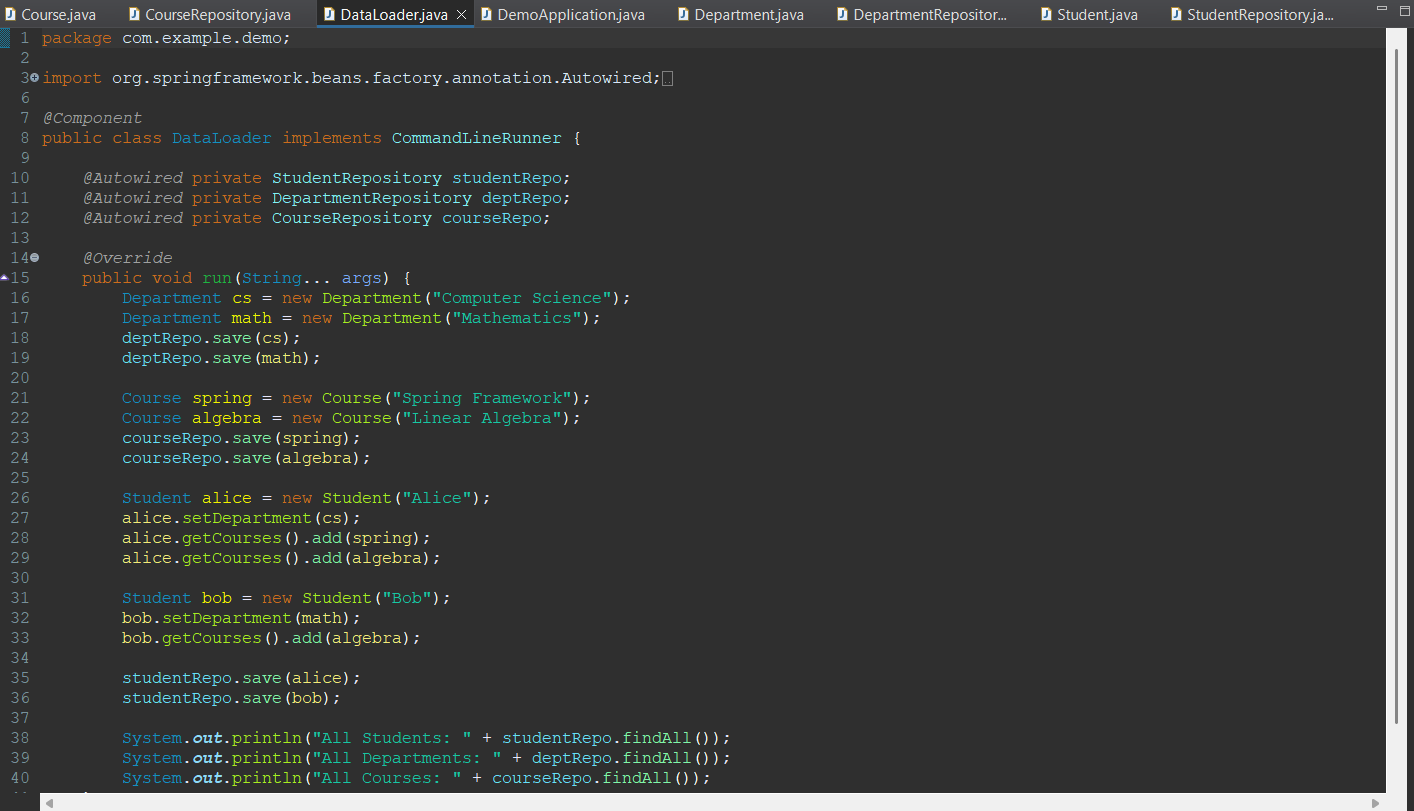 Course.java CourseRepository.java DataLoader.java DemoApplication.java Department.java DepartmentRepositor... Student.java StudentRepository.ja...
1 package com.example.demo;
2
3 import org.springframework.beans.factory.annotation.Autowired;
6
7 @Component
8 public class DataLoader implements CommandLineRunner {
9
10 @Autowired private StudentRepository studentRepo;
11 @Autowired private DepartmentRepository deptRepo;
12 @Autowired private CourseRepository courseRepo;
13
14 @Override
15 public void run(String... args) {
16 Department cs = new Department("Computer Science");
17 Department math = new Department("Mathematics");
18 deptRepo.save(cs);
19 deptRepo.save(math);
20
21 Course spring = new Course("Spring Framework");
22 Course algebra = new Course("Linear Algebra");
23 courseRepo.save(spring);
24 courseRepo.save(algebra);
25
26 Student alice = new Student("Alice");
27 alice.setDepartment(cs);
28 alice.getCourses().add(spring);
29 alice.getCourses().add(algebra);
30
31 Student bob = new Student("Bob");
32 bob.setDepartment(math);
33 bob.getCourses().add(algebra);
34
35 studentRepo.save(alice);
36 studentRepo.save(bob);
37
38 System.out.println("All Students: " + studentRepo.findAll());
39 System.out.println("All Departments: " + deptRepo.findAll());
40 System.out.println("All Courses: " + courseRepo.findAll());